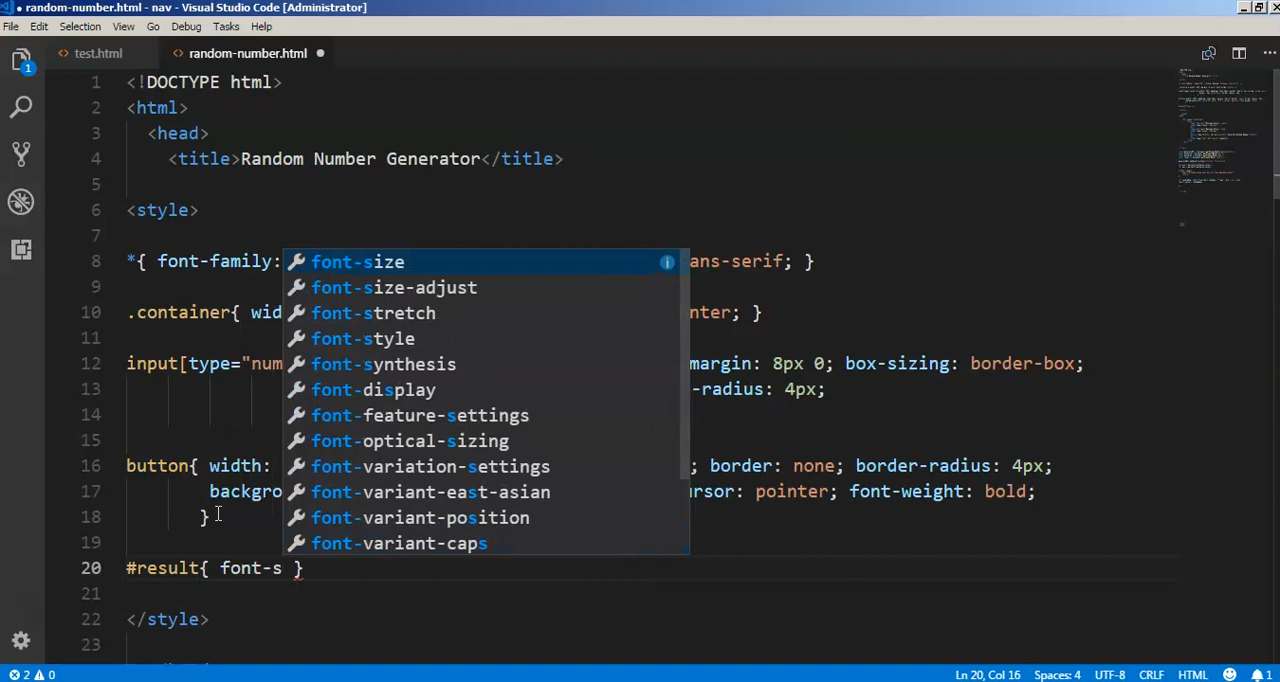 random-number.html - nav - Visual Studio Code [Administrator]
File Edit Selection View Go Debug Tasks Help
test.html random-number.html
1
1 <!DOCTYPE html>
2 <html>
3 <head>
4 <title>Random Number Generator</title>
5
6 <style>
7
8 *{ font-family: ans-serif; }
9
10 .container{ wid nter; }
11
12 input[type="num margin: 8px 0; box-sizing: border-box;
13 -radius: 4px;
14
15
16 button{ width: ; border: none; border-radius: 4px;
17 backgro ursor: pointer; font-weight: bold;
18 }
19
20 #result{ font-s }
21
22 </style>
23
font-size
font-size-adjust
font-stretch
font-style
font-synthesis
font-display
font-feature-settings
font-optical-sizing
font-variation-settings
font-variant-east-asian
font-variant-position
font-variant-caps
2 0 Ln 20, Col 16 Spaces: 4 UTF-8 CRLF HTML 1